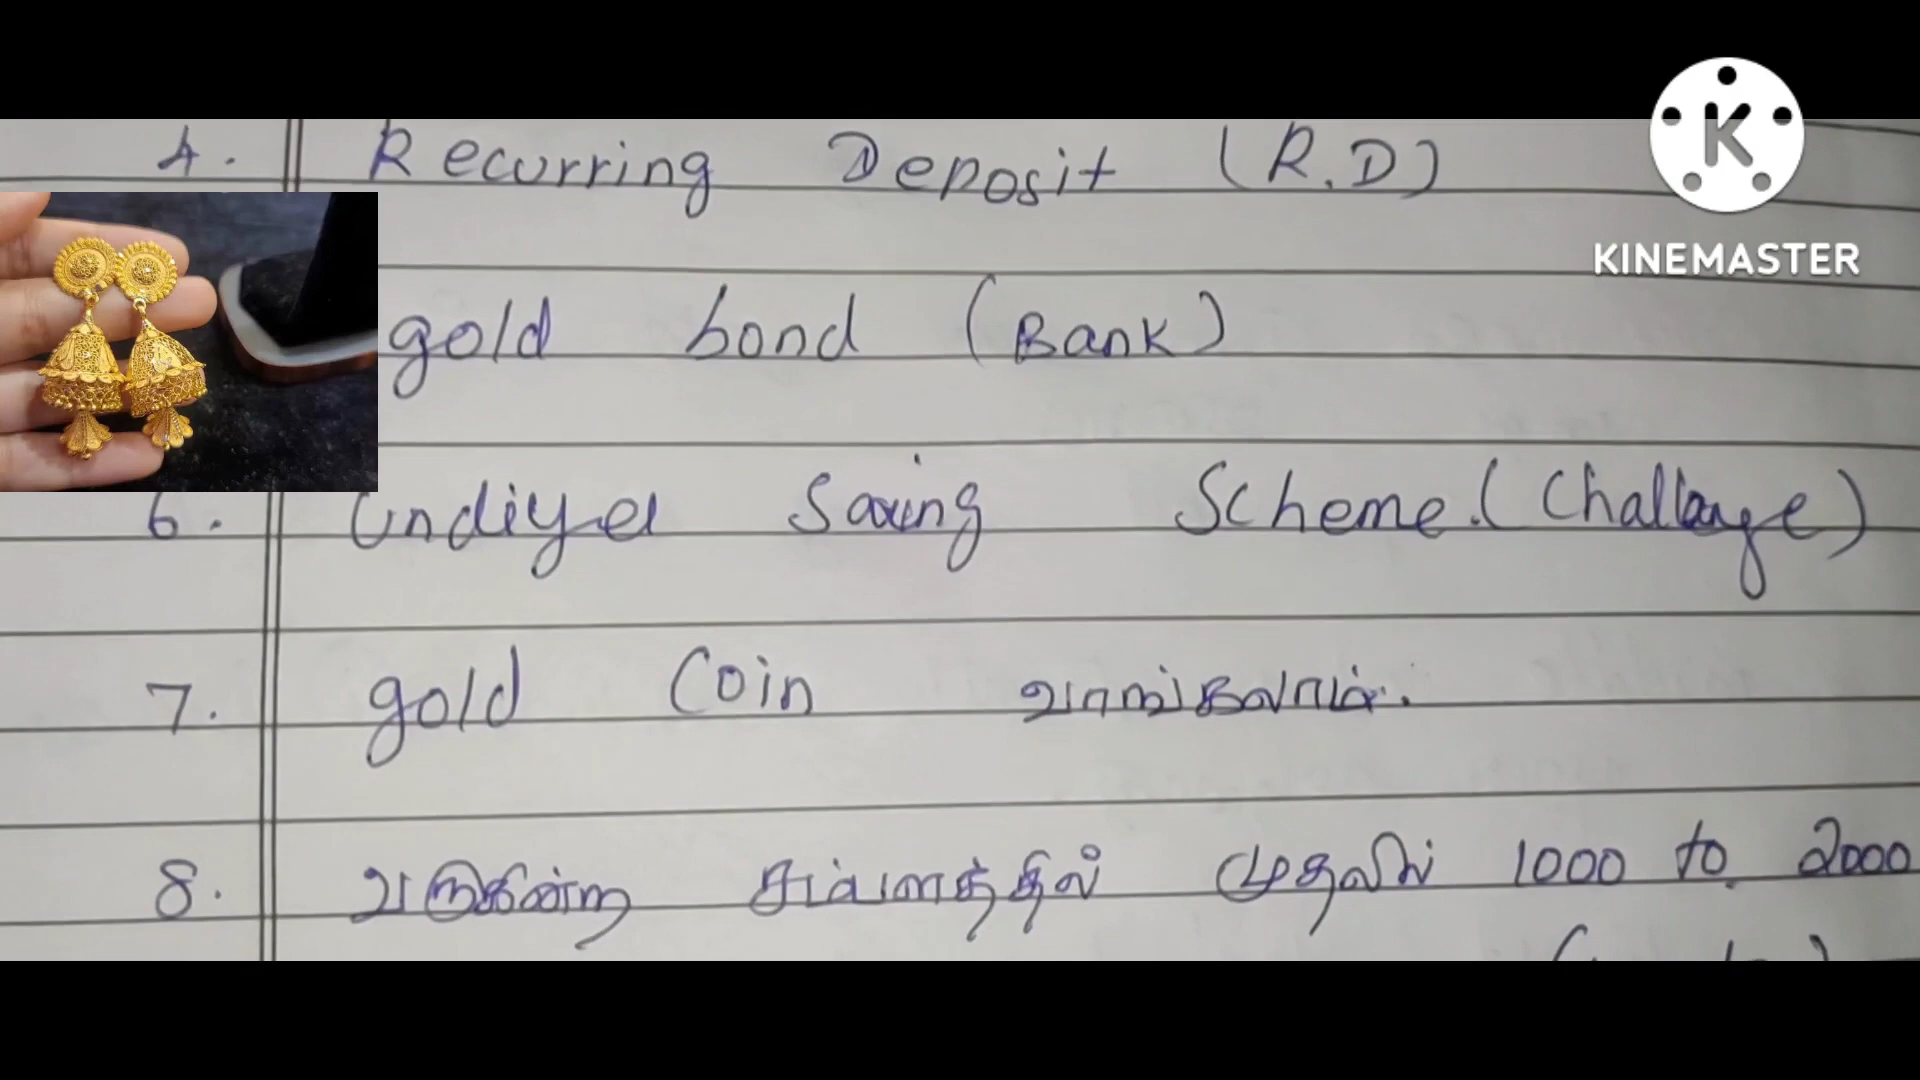 4. Recurring Deposit (R.D)
KINEMASTER
gold bond (Bank)
6. Undiyel Saving Scheme. (Challange)
7. gold Coin வாங்கலாம்.
8. வருகின்ற சம்பளத்தில் முதலில் 1000 to 2000